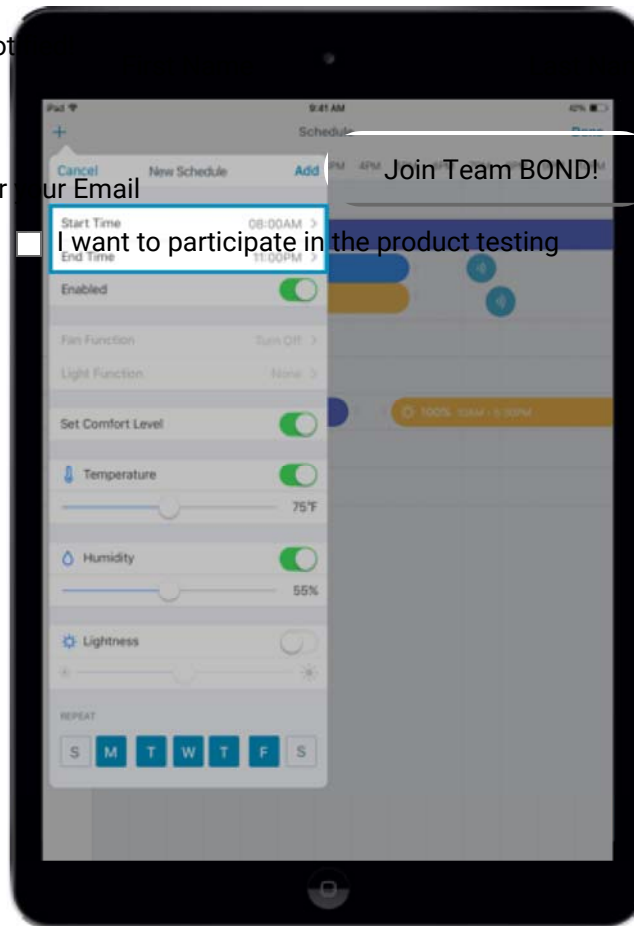 iPad 9:41 AM 42%
+ Schedule Done
Cancel New Schedule Add
4PM
Join Team BOND!
ur Email
Start Time 08:00AM >
I want to participate in the product testing
End Time 11:00PM >
Enabled
Fan Function Turn Off >
Light Function None >
Set Comfort Level
100% 10AM - 5:30PM
Temperature
75°F
Humidity
55%
Lightness
REPEAT
S M T W T F S